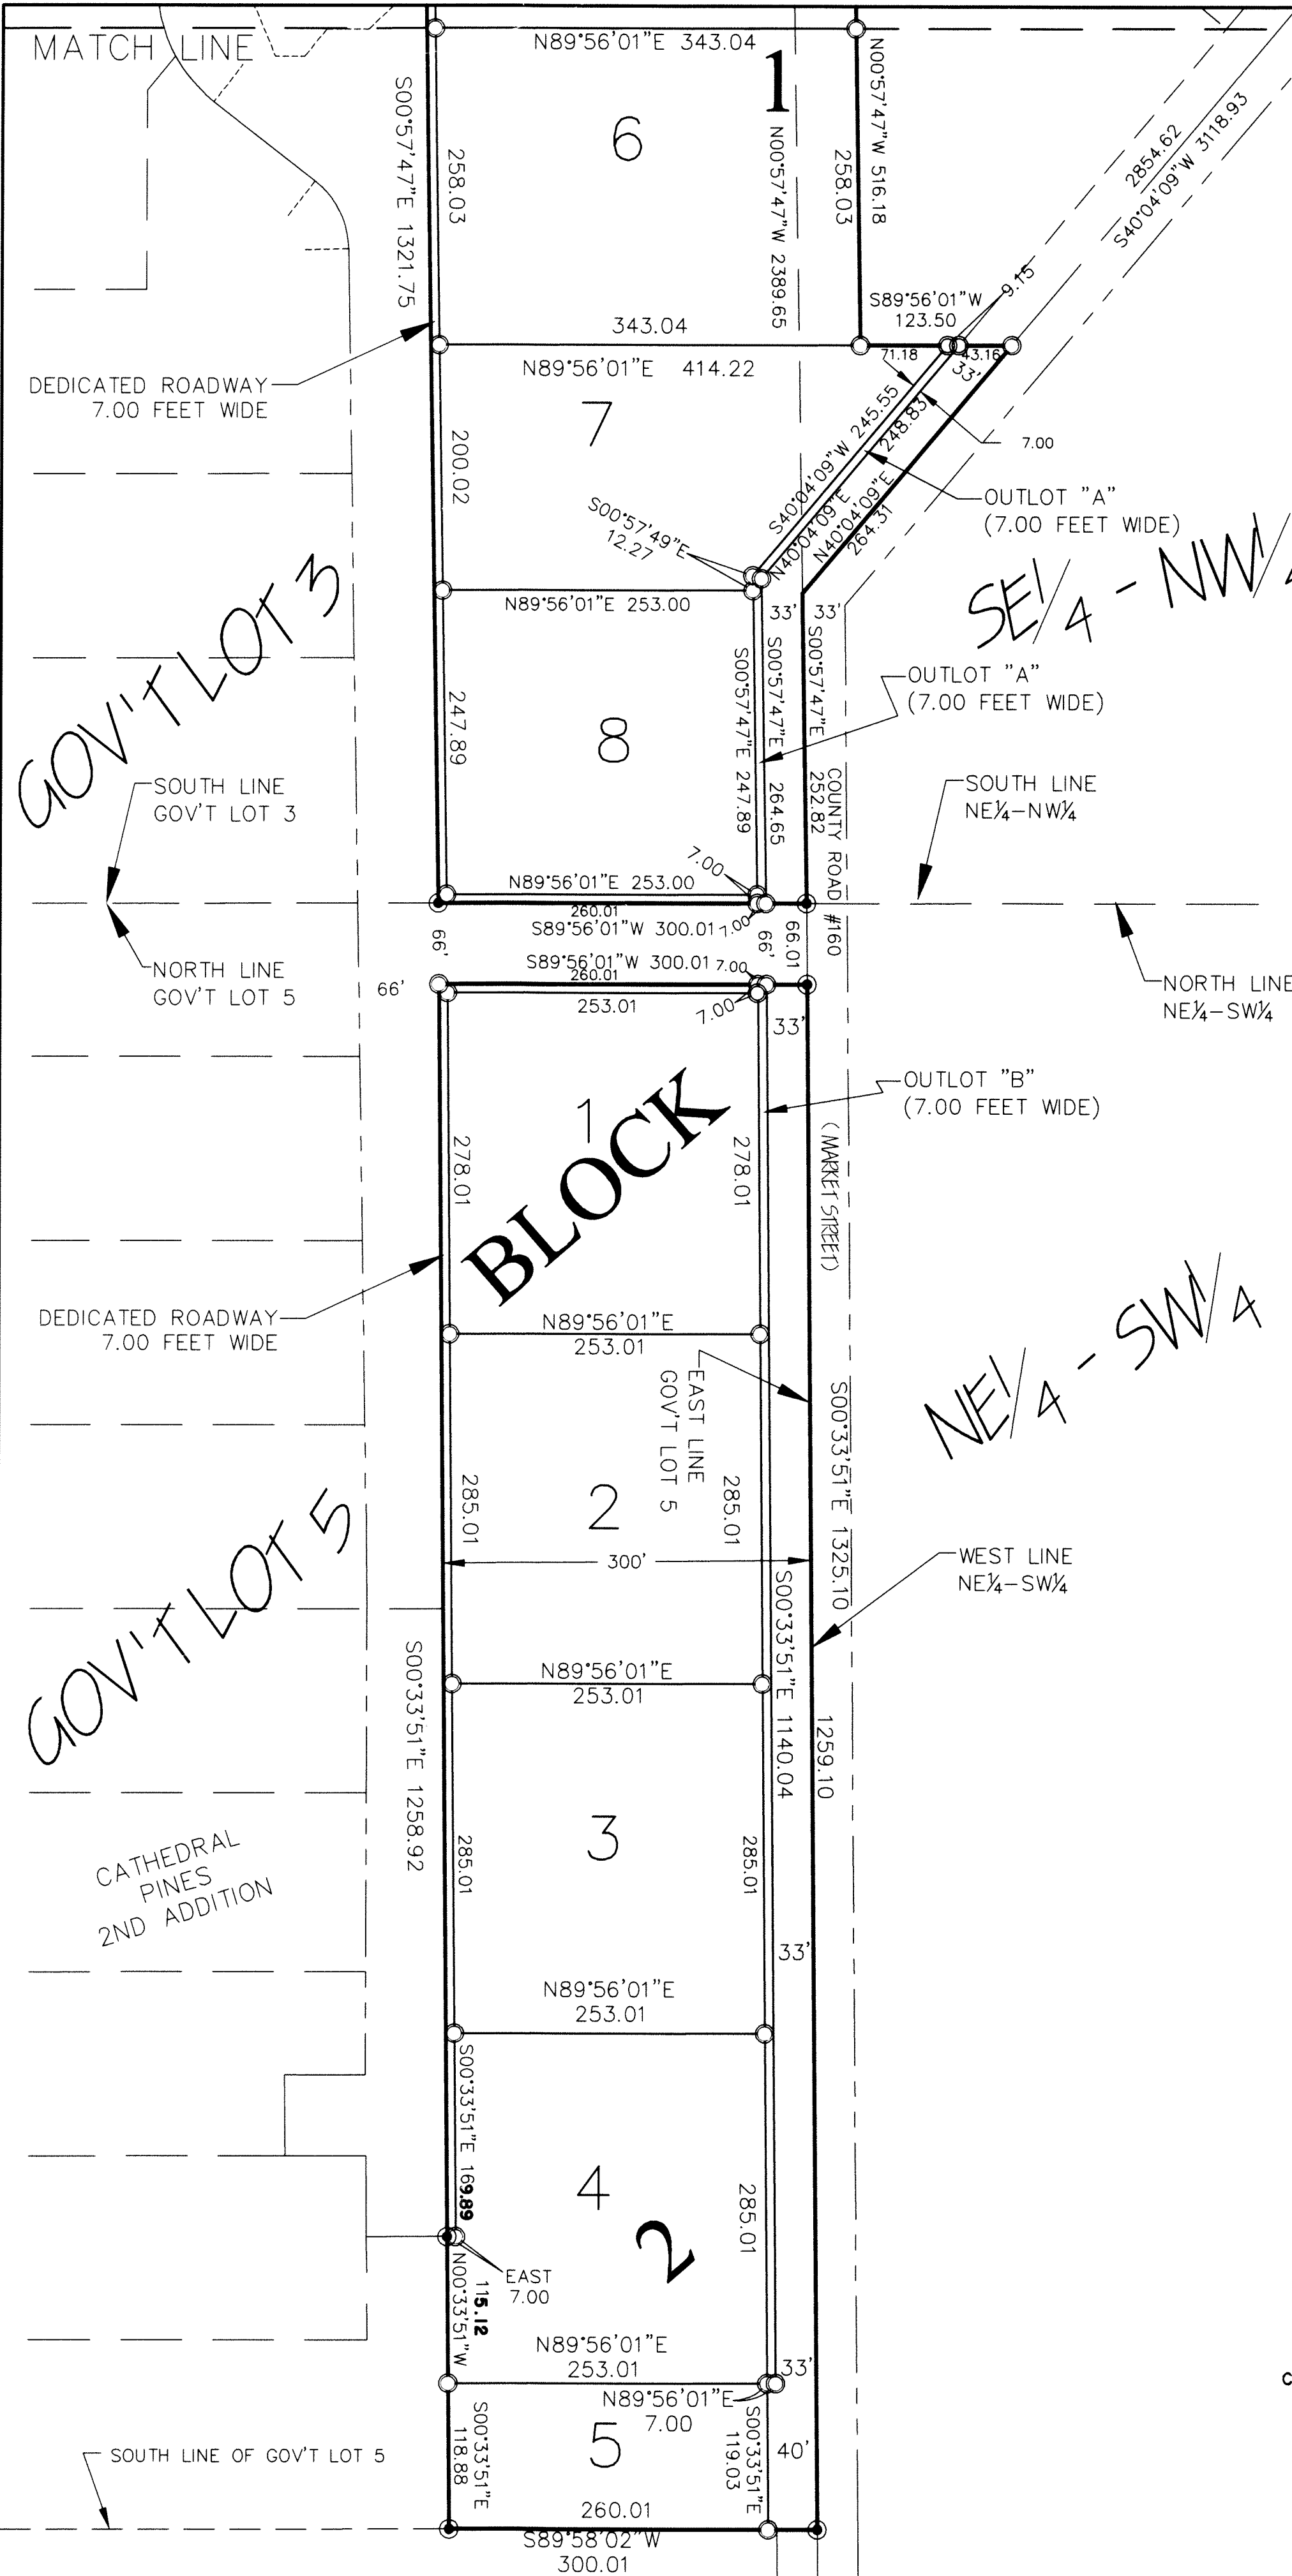 MATCH LINE
N89°56'01"E 343.04
1
6
S00°57'47"E 1321.75
258.03
N00°57'47"W 2389.65
258.03
N00°57'47"W 516.18
2854.62
S40°04'09"W 3118.93
9.15
S89°56'01"W
123.50
343.04
71.18
43.16
33'
DEDICATED ROADWAY
7.00 FEET WIDE
N89°56'01"E 414.22
7
200.02
S40°04'09"W 245.55
248.83
N40°04'09"E
N40°04'09"E
264.31
7.00
OUTLOT "A"
(7.00 FEET WIDE)
S00°57'49"E
12.27
GOV'T LOT 3
SE1/4 - NW1/4
N89°56'01"E 253.00
33'
33'
247.89
8
S00°57'47"E 247.89
S00°57'47"E 264.65
S00°57'47"E
252.82
COUNTY ROAD #160
OUTLOT "A"
(7.00 FEET WIDE)
SOUTH LINE
GOV'T LOT 3
SOUTH LINE
NE¼-NW¼
7.00
N89°56'01"E 253.00
260.01
S89°56'01"W 300.01
7.00
66'
66'
66.01
NORTH LINE
GOV'T LOT 5
66'
S89°56'01"W 300.01
7.00
260.01
253.01
7.00
33'
NORTH LINE
NE¼-SW¼
OUTLOT "B"
(7.00 FEET WIDE)
1
278.01
BLOCK
278.01
(MARKET STREET)
DEDICATED ROADWAY
7.00 FEET WIDE
N89°56'01"E
253.01
EAST LINE
GOV'T LOT 5
NE1/4 - SW1/4
S00°33'51"E 1325.10
285.01
2
285.01
GOV'T LOT 5
300'
WEST LINE
NE¼-SW¼
S00°33'51"E 1258.92
N89°56'01"E
253.01
S00°33'51"E 1140.04
1259.10
285.01
3
285.01
CATHEDRAL
PINES
2ND ADDITION
33'
N89°56'01"E
253.01
S00°33'51"E 169.89
4
285.01
2
EAST
7.00
115.12
N00°33'51"W
N89°56'01"E
253.01
33'
N89°56'01"E
7.00
S00°33'51"E
118.88
5
S00°33'51"E
119.03
40'
SOUTH LINE OF GOV'T LOT 5
260.01
S89°58'02"W
300.01